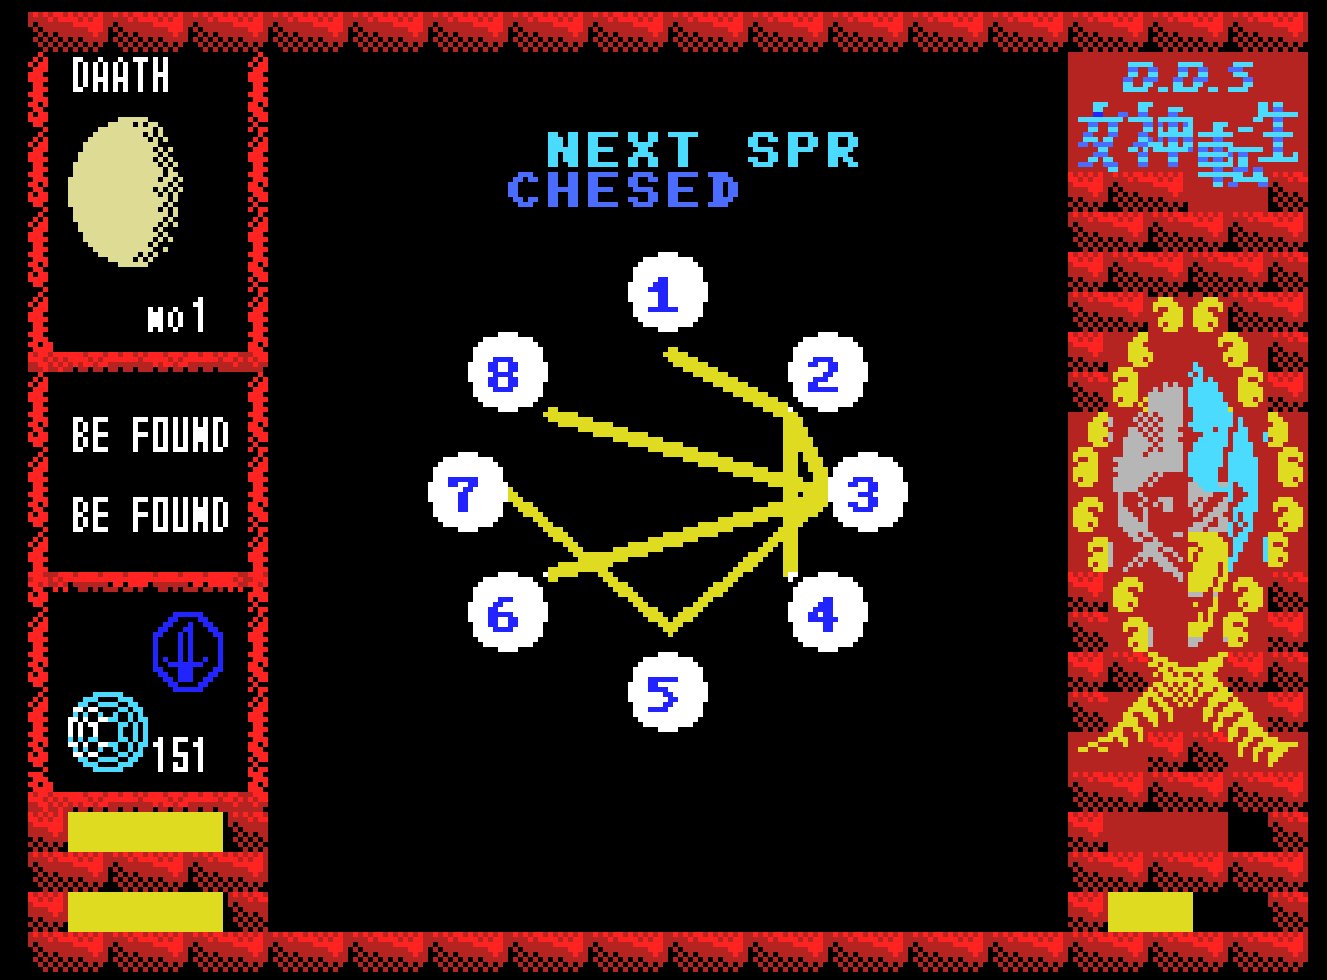 DAATH
mo1
BE FOUND
BE FOUND
151
NEXT SPR
CHESED
1
8
2
7
3
6
4
5
D.D.S
女神転生